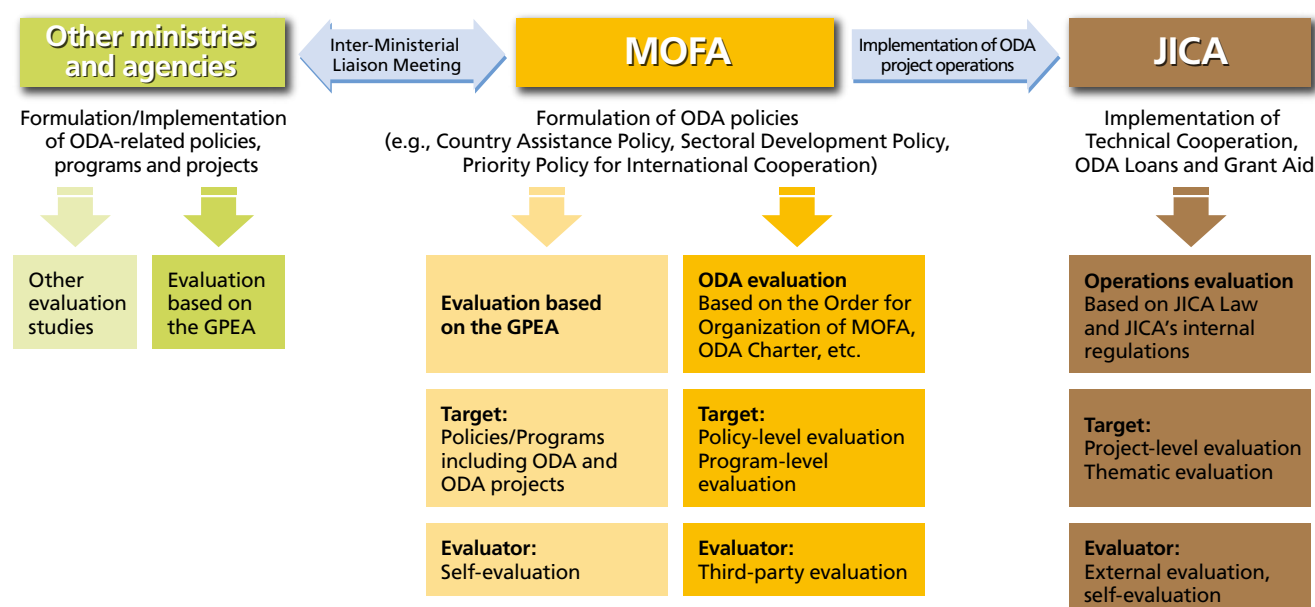 Other ministries
and agencies
Inter-Ministerial
Liaison Meeting
MOFA
Implementation of ODA
project operations
JICA
Formulation/Implementation
of ODA-related policies,
programs and projects
Formulation of ODA policies
(e.g., Country Assistance Policy, Sectoral Development Policy,
Priority Policy for International Cooperation)
Implementation of
Technical Cooperation,
ODA Loans and Grant Aid
Other
evaluation
studies
Evaluation
based on
the GPEA
Evaluation based
on the GPEA
ODA evaluation
Based on the Order for
Organization of MOFA,
ODA Charter, etc.
Operations evaluation
Based on JICA Law
and JICA’s internal
regulations
Target:
Policies/Programs
including ODA and
ODA projects
Target:
Policy-level evaluation
Program-level
evaluation
Target:
Project-level evaluation
Thematic evaluation
Evaluator:
Self-evaluation
Evaluator:
Third-party evaluation
Evaluator:
External evaluation,
self-evaluation